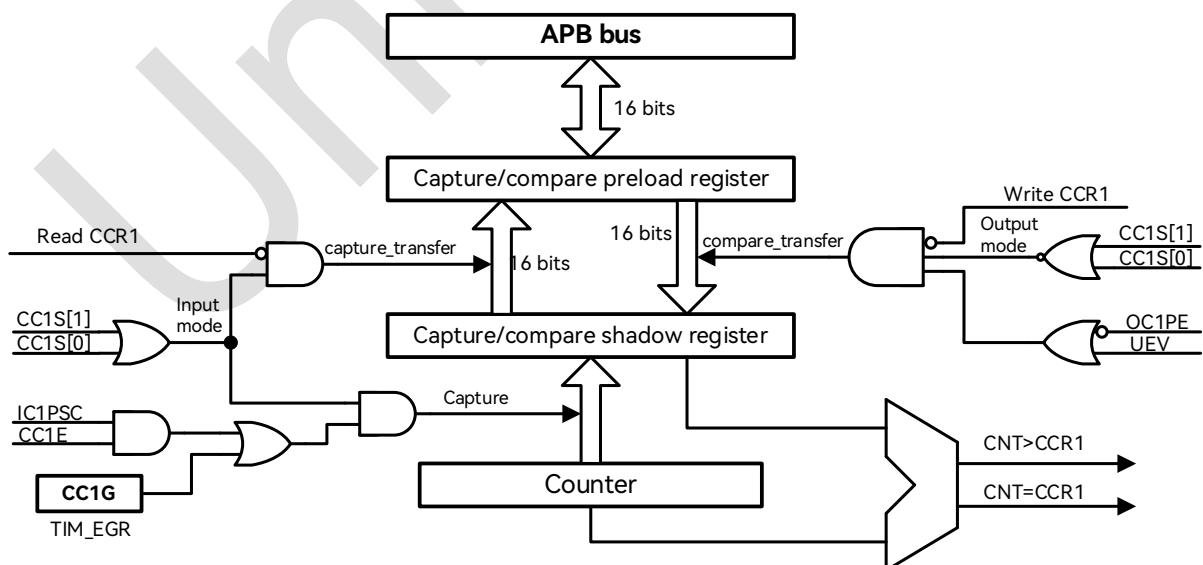 APB bus
16 bits
Capture/compare preload register
Write CCR1
Read CCR1
capture_transfer
16 bits
16 bits
compare_transfer
Output
mode
CC1S[1]
CC1S[0]
Input
mode
CC1S[1]
CC1S[0]
Capture/compare shadow register
OC1PE
UEV
IC1PSC
CC1E
Capture
CNT>CCR1
CC1G
Counter
CNT=CCR1
TIM_EGR